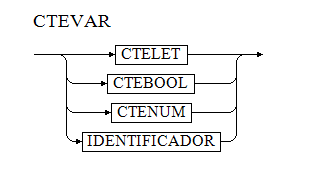 CTEVAR
CTELET
CTEBOOL
CTENUM
IDENTIFICADOR